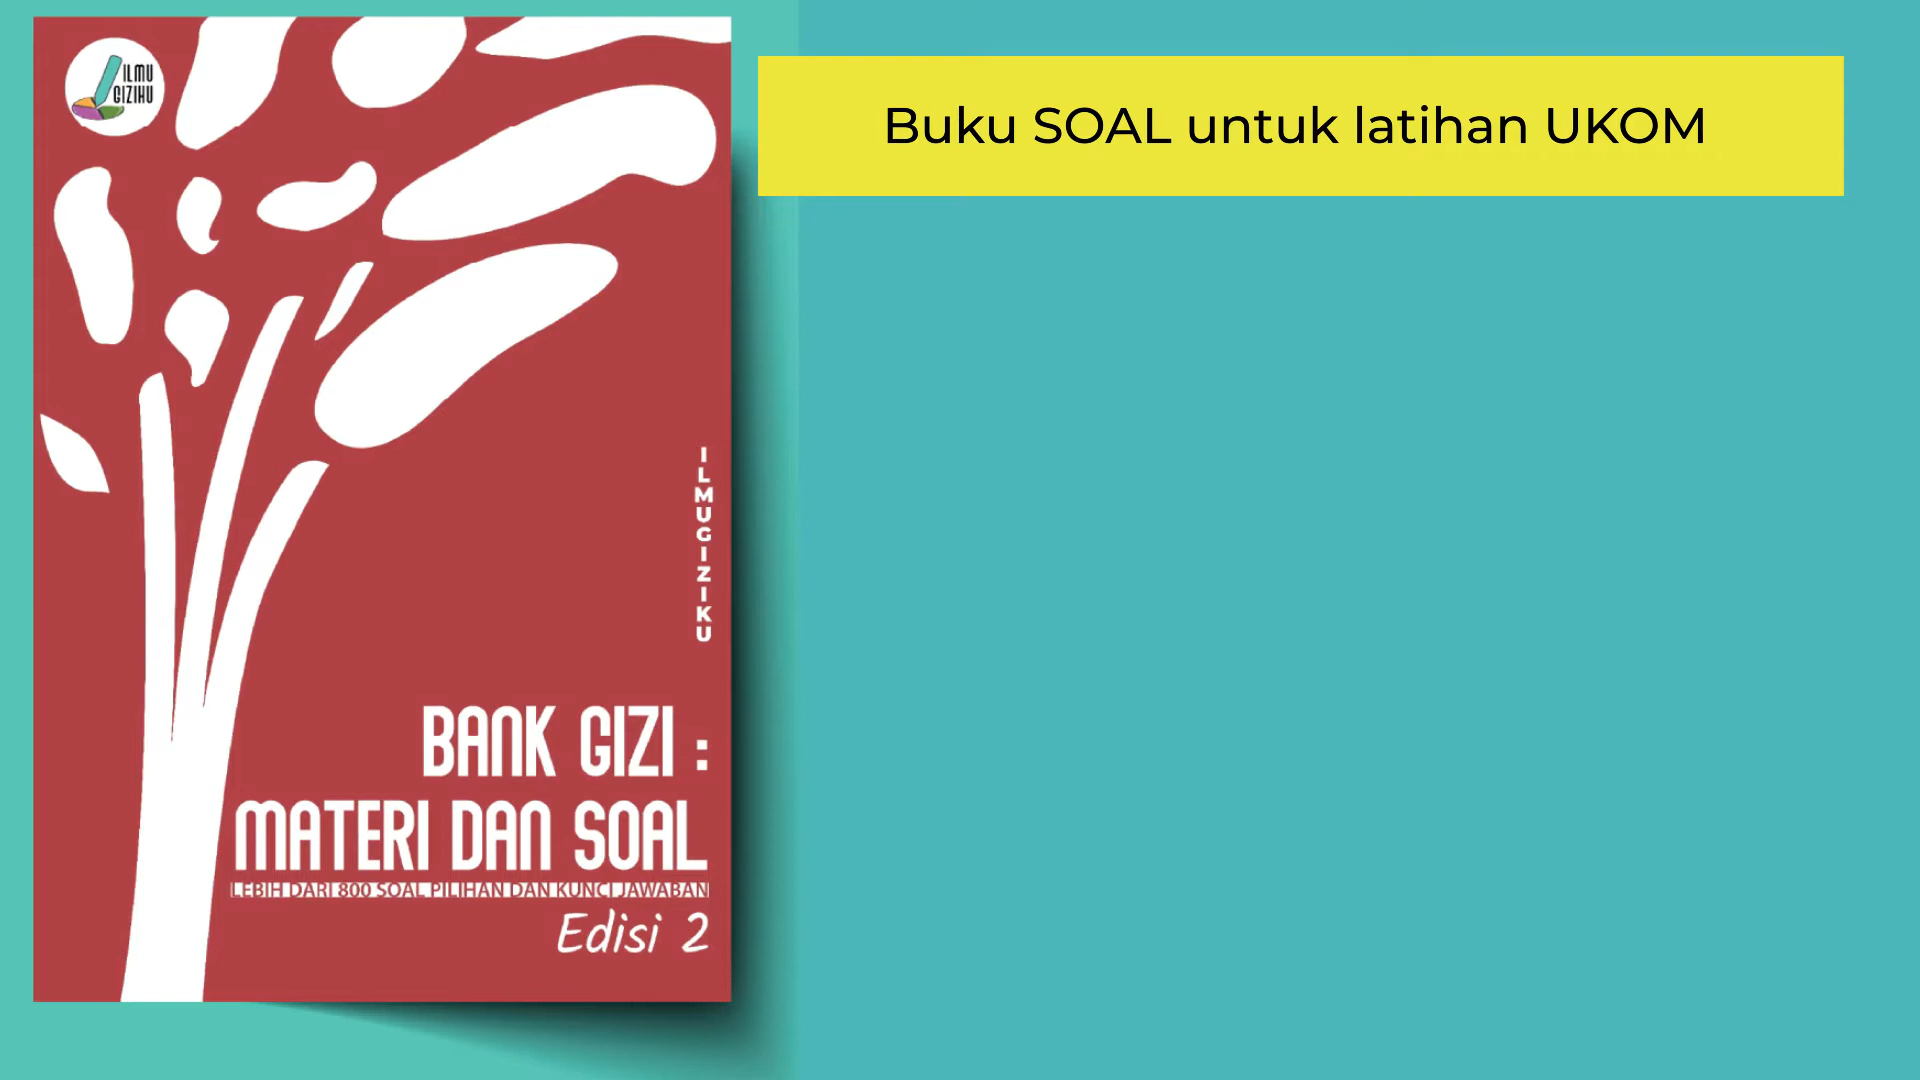 ILMU
GIZIKU
Buku SOAL untuk latihan UKOM
ILMUGIZIKU
BANK GIZI :
MATERI DAN SOAL
LEBIH DARI 800 SOAL PILIHAN DAN KUNCI JAWABAN
Edisi 2